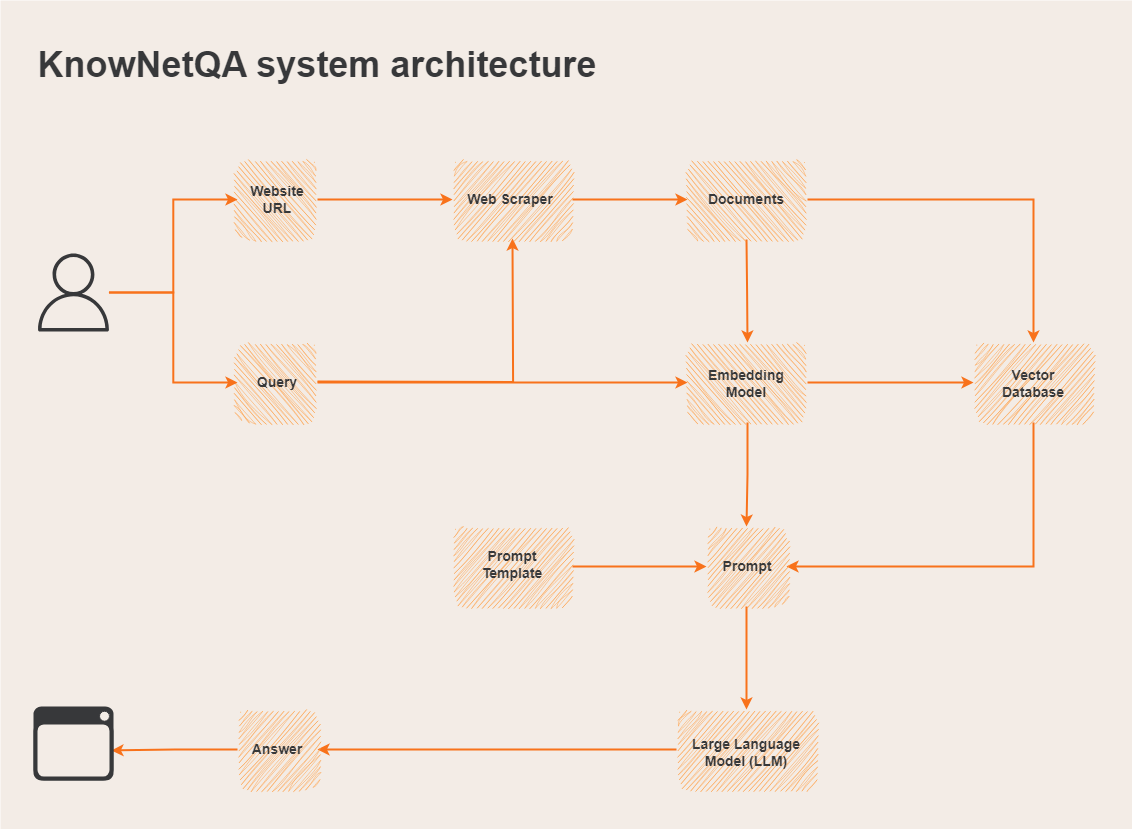 KnowNetQA system architecture
Website
URL
Web Scraper
Documents
Query
Embedding
Model
Vector
Database
Prompt
Template
Prompt
Answer
Large Language
Model (LLM)